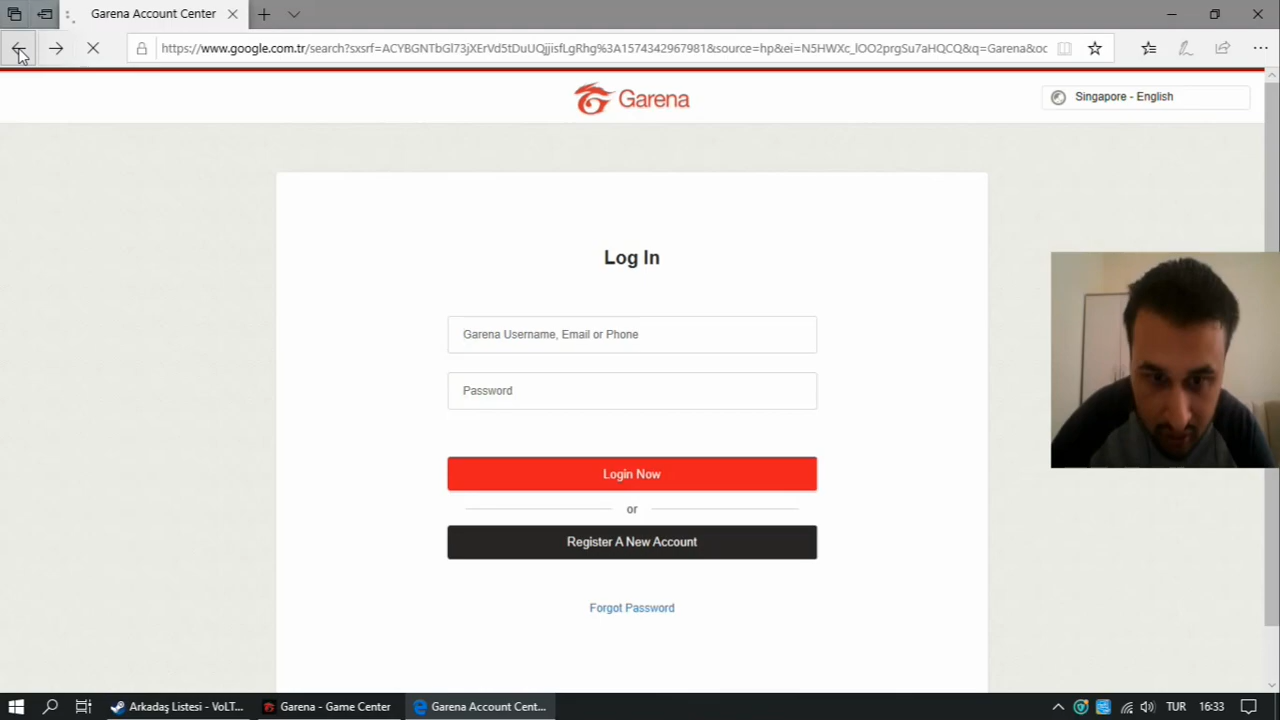 Garena Account Center
https://www.google.com.tr/search?sxsrf=ACYBGNTbGl73jXErVd5tDuUQjjisfLgRhg%3A1574342967981&source=hp&ei=N5HWXc_lOO2prgSu7aHQCQ&q=Garena&oc
Garena
Singapore - English
Log In
Garena Username, Email or Phone
Password
Login Now
or
Register A New Account
Forgot Password
Arkadaş Listesi - VoLT...
Garena - Game Center
Garena Account Cent...
TUR
16:33